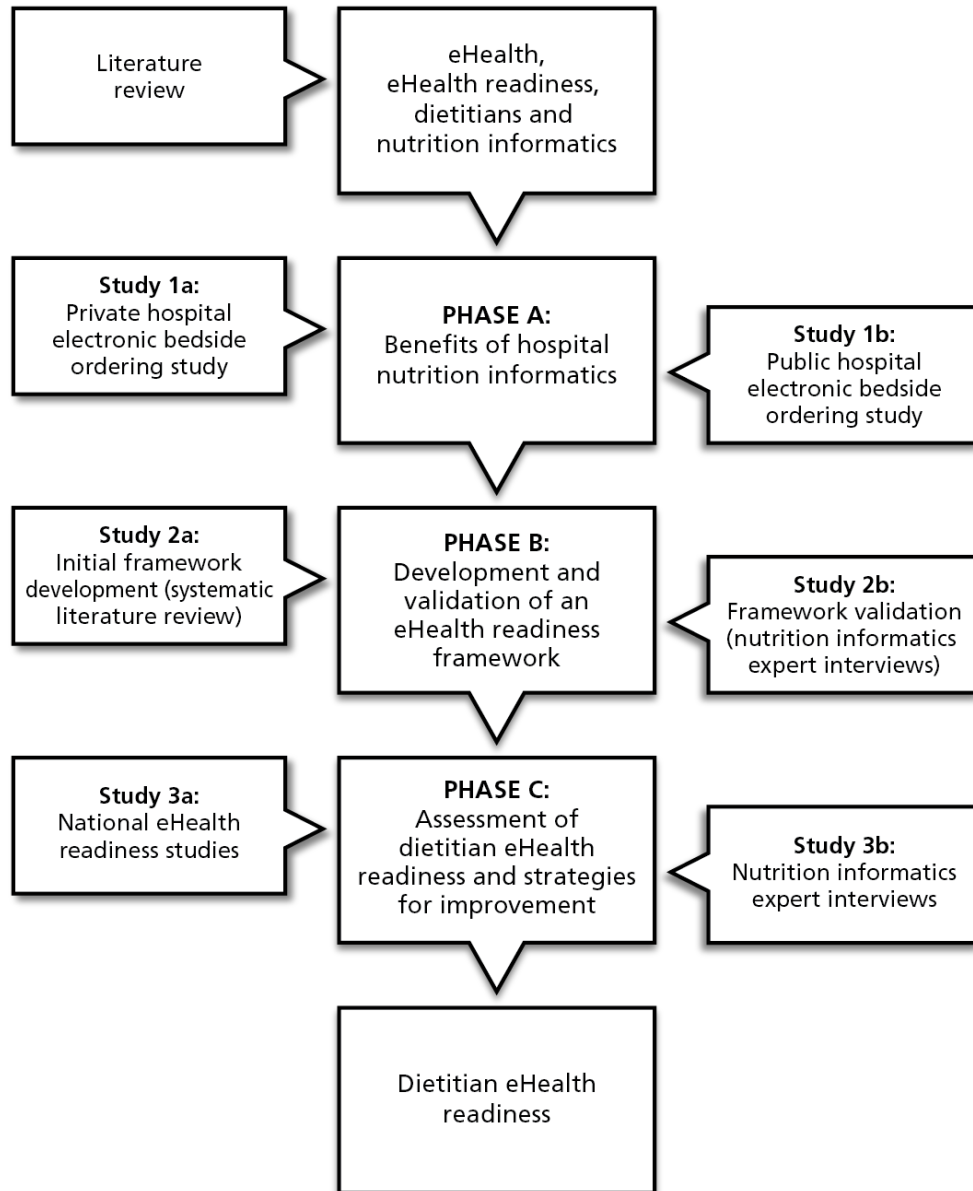 Literature
review
eHealth,
eHealth readiness,
dietitians and
nutrition informatics
Study 1a:
Private hospital
electronic bedside
ordering study
PHASE A:
Benefits of hospital
nutrition informatics
Study 1b:
Public hospital
electronic bedside
ordering study
Study 2a:
Initial framework
development (systematic
literature review)
PHASE B:
Development and
validation of an
eHealth readiness
framework
Study 2b:
Framework validation
(nutrition informatics
expert interviews)
Study 3a:
National eHealth
readiness studies
PHASE C:
Assessment of
dietitian eHealth
readiness and strategies
for improvement
Study 3b:
Nutrition informatics
expert interviews
Dietitian eHealth
readiness